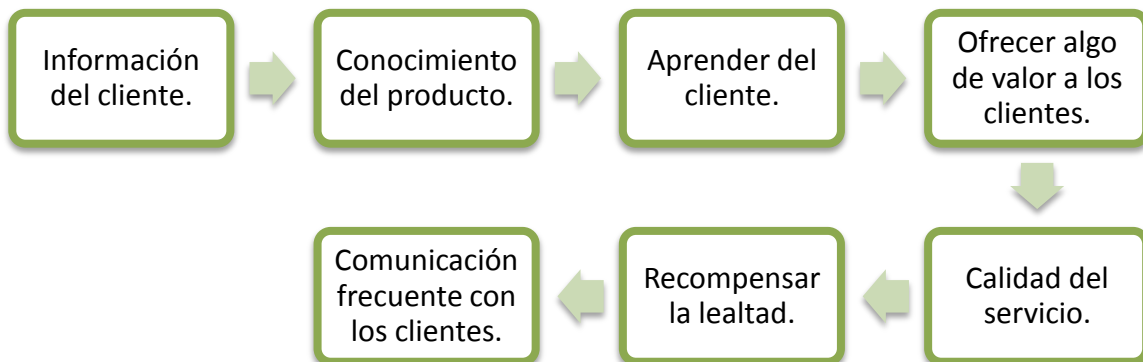 Información
del cliente.
Conocimiento
del producto.
Aprender del
cliente.
Ofrecer algo
de valor a los
clientes.
Calidad del
servicio.
Recompensar
la lealtad.
Comunicación
frecuente con
los clientes.